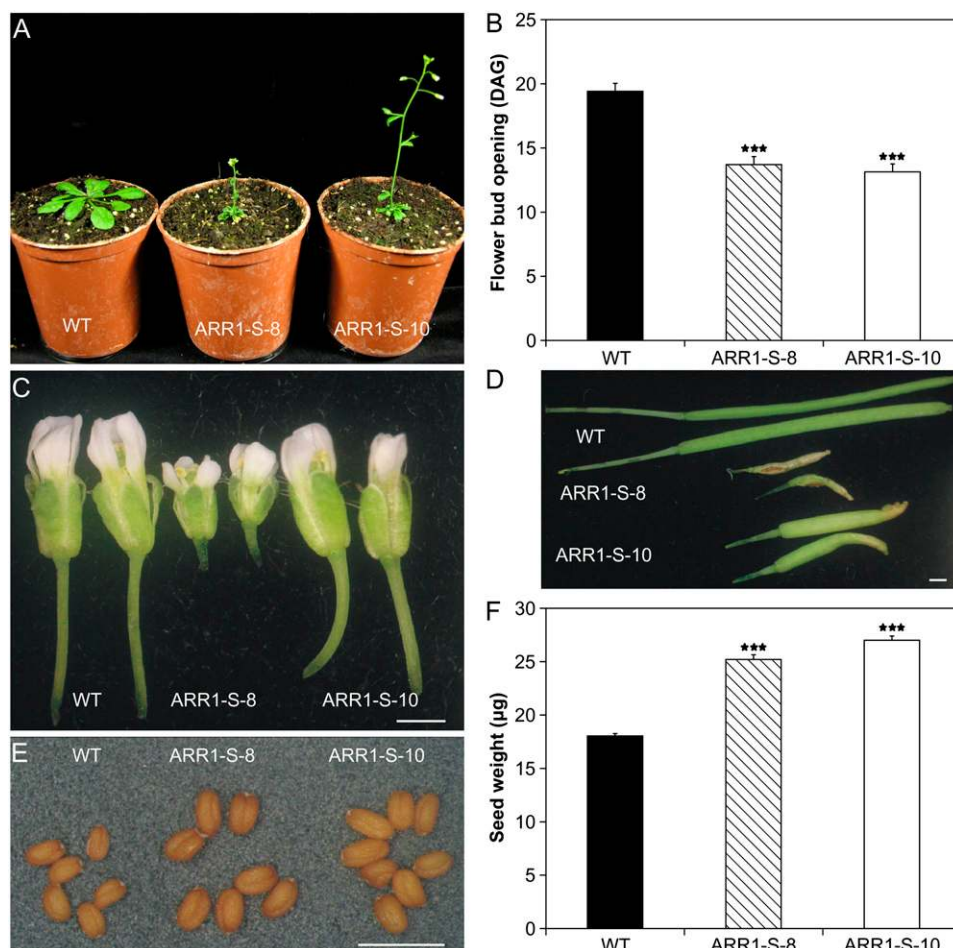 A
WT
ARR1-S-8
ARR1-S-10
B
Flower bud opening (DAG)
25
20
15
10
5
0
***
***
WT
ARR1-S-8
ARR1-S-10
C
WT
ARR1-S-8
ARR1-S-10
D
WT
ARR1-S-8
ARR1-S-10
E
WT
ARR1-S-8
ARR1-S-10
F
Seed weight (µg)
30
25
20
15
10
5
0
***
***
WT
ARR1-S-8
ARR1-S-10